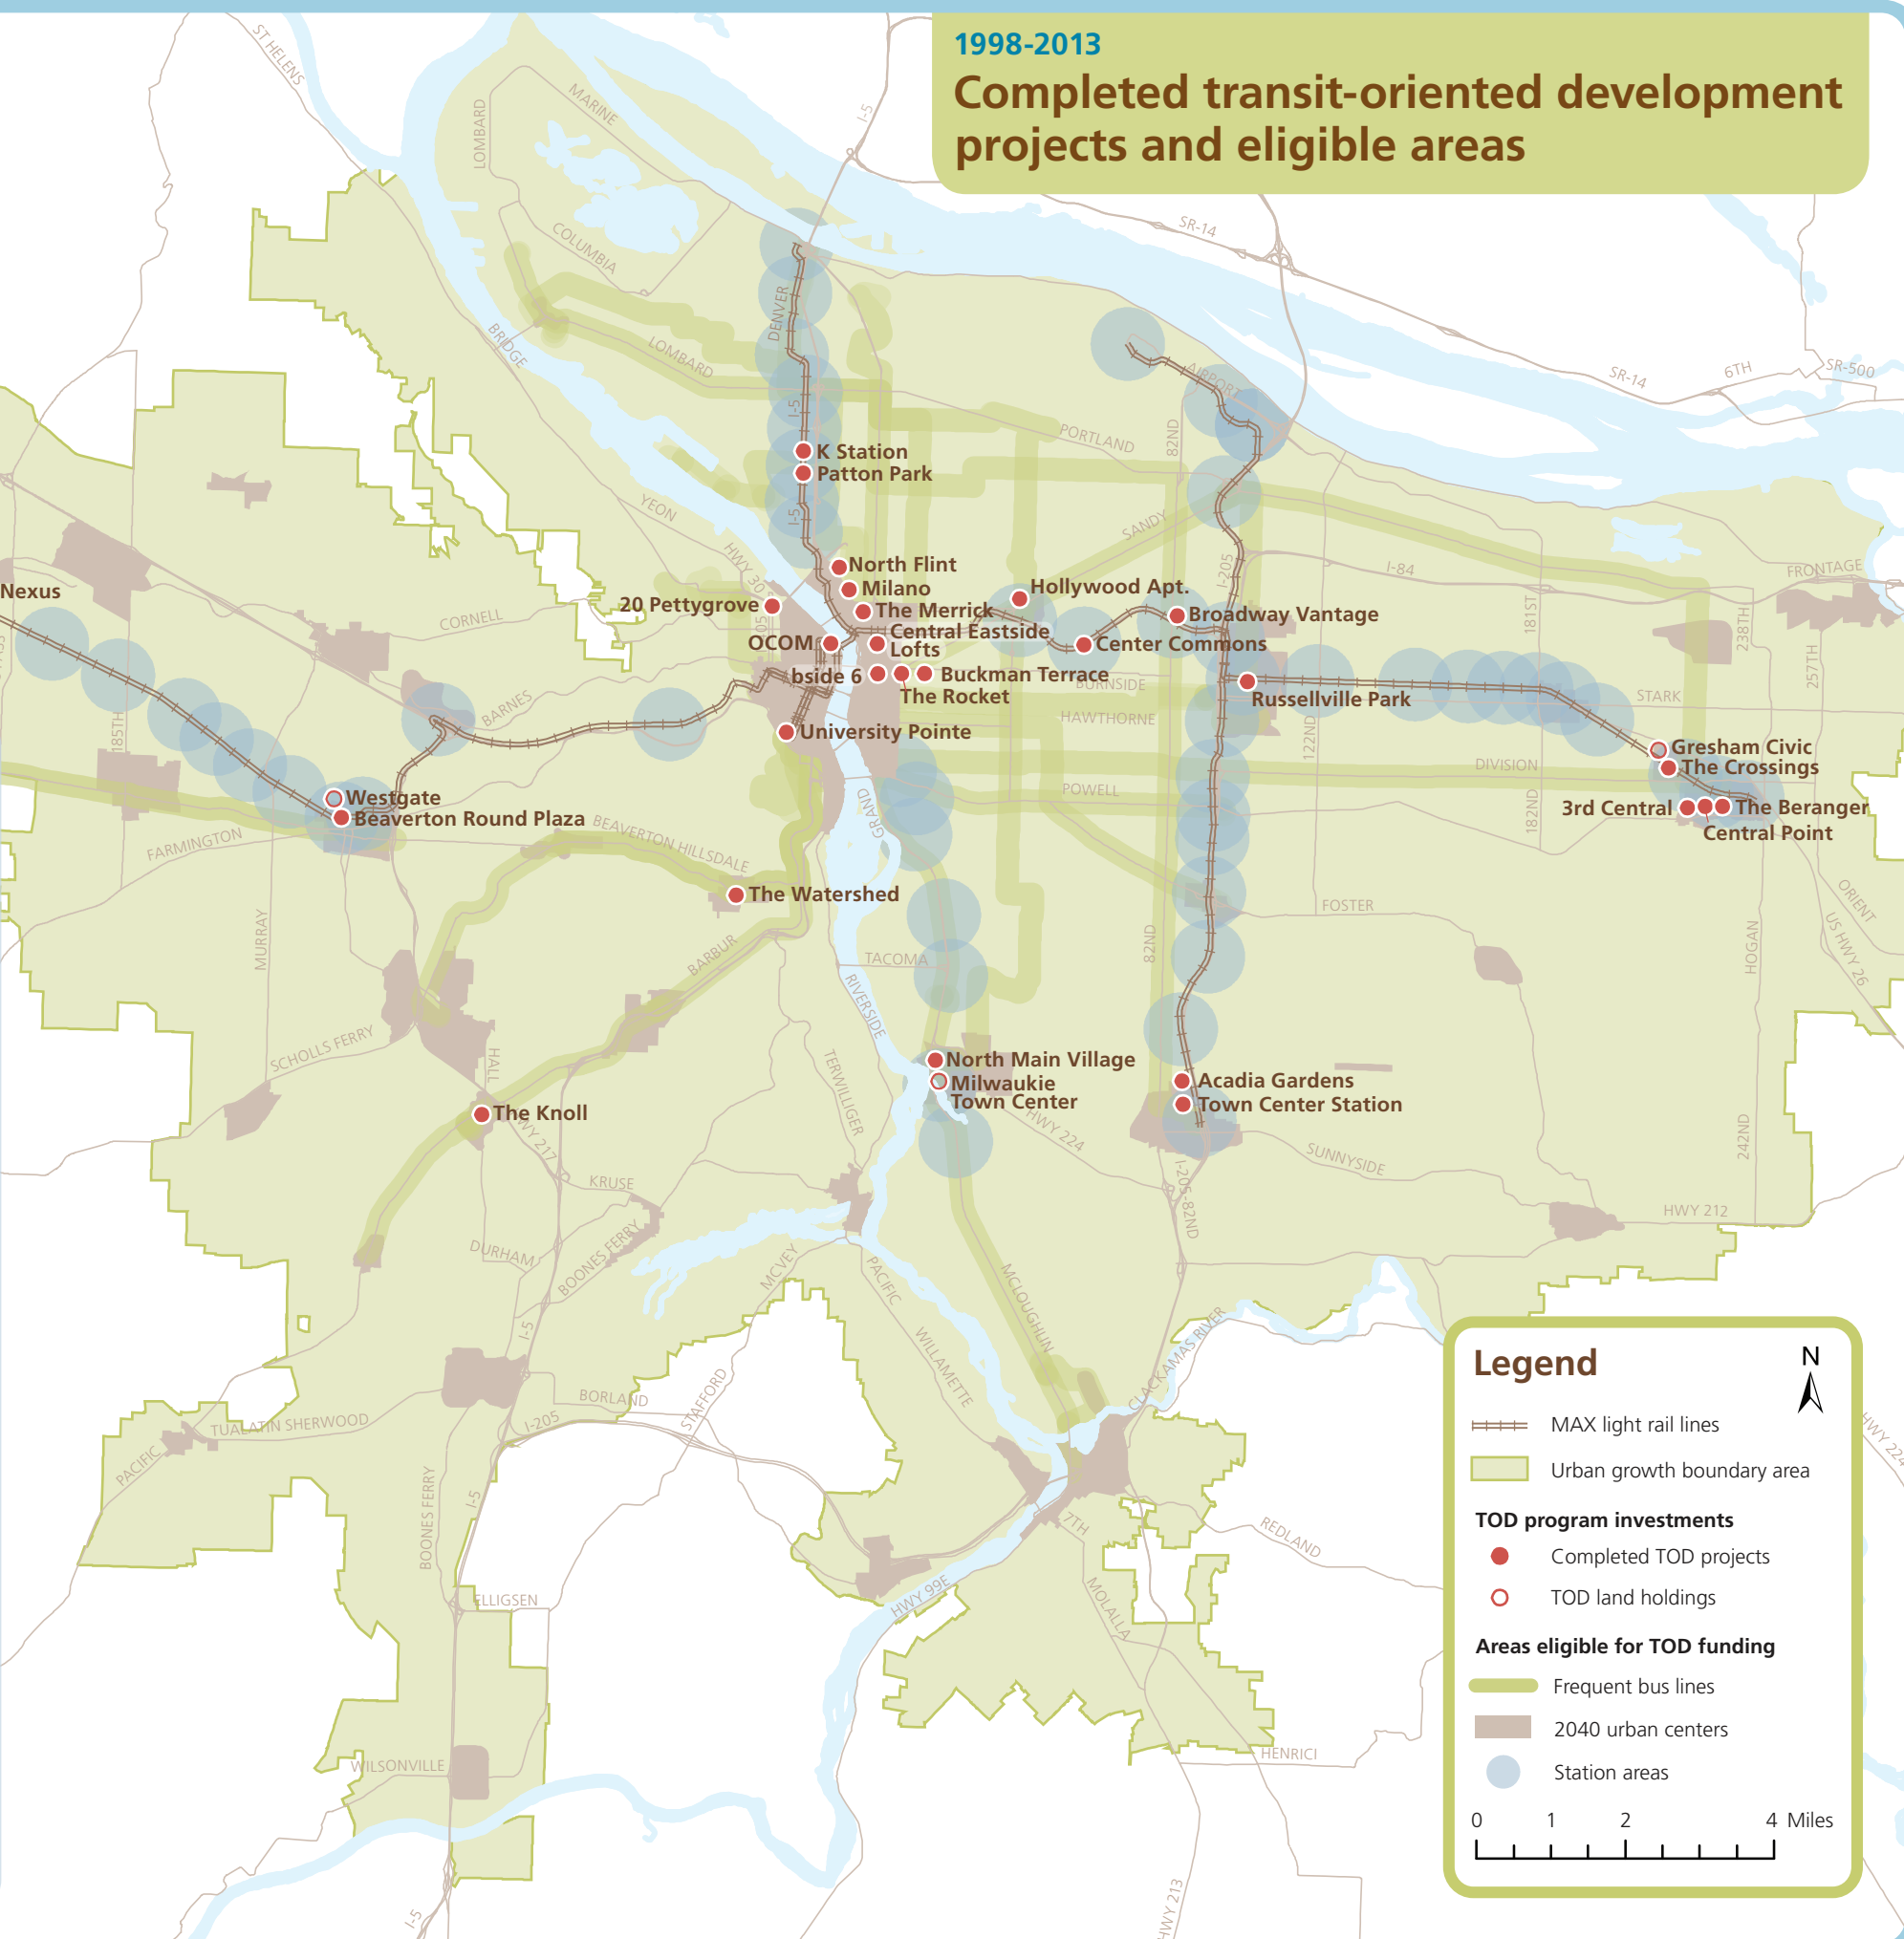 1998-2013
Completed transit-oriented development
projects and eligible areas
ST HELENS
LOMBARD
MARINE
I-5
COLUMBIA
SR-14
DENVER
BRIDGE
LOMBARD
AIRPORT
SR-14
6TH
SR-500
I-5
PORTLAND
82ND
K Station
Patton Park
I-5
YEON
SANDY
HWY 30
I-205
I-84
FRONTAGE
North Flint
Milano
Hollywood Apt.
Nexus
20 Pettygrove
The Merrick
Broadway Vantage
181ST
238TH
CORNELL
Central Eastside
Lofts
OCOM
Center Commons
257TH
bside 6
Buckman Terrace
The Rocket
BURNSIDE
Russellville Park
STARK
BARNES
185TH
HAWTHORNE
122ND
University Pointe
Gresham Civic
DIVISION
The Crossings
POWELL
Westgate
Beaverton Round Plaza
GRAND
182ND
3rd Central
The Beranger
Central Point
FARMINGTON
BEAVERTON HILLSDALE
The Watershed
FOSTER
ORIENT
US HWY 26
MURRAY
BARBUR
82ND
HOGAN
TACOMA
RIVERSIDE
SCHOLLS FERRY
HALL
TERWILLIGER
North Main Village
Milwaukie
Town Center
Acadia Gardens
Town Center Station
The Knoll
HWY 217
HWY 224
242ND
SUNNYSIDE
KRUSE
I-205-82ND
HWY 212
DURHAM
BOONES FERRY
MCVEY
PACIFIC
MCLOUGHLIN
I-5
WILLAMETTE
CLACKAMAS RIVER
STAFFORD
BORLAND
TUALATIN SHERWOOD
I-205
PACIFIC
BOONES FERRY
I-5
7TH
REDLAND
HWY 224
ELLIGSEN
HWY 99E
MOLALLA
WILSONVILLE
HENRICI
HWY 213
I-5
Legend
N
MAX light rail lines
Urban growth boundary area
TOD program investments
Completed TOD projects
TOD land holdings
Areas eligible for TOD funding
Frequent bus lines
2040 urban centers
Station areas
0 1 2 4 Miles